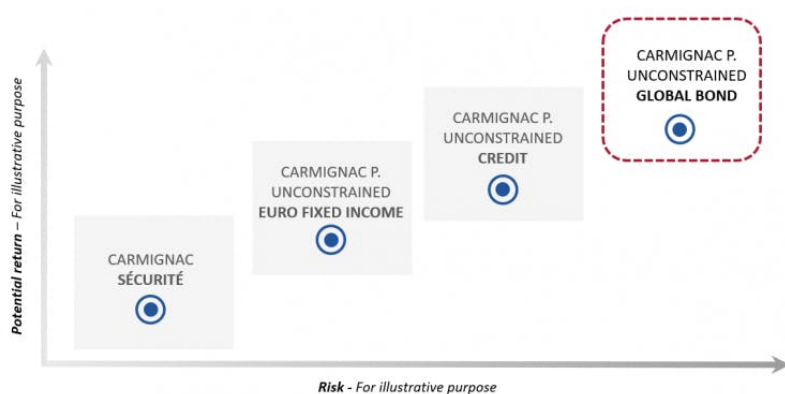 CARMIGNAC P.
UNCONSTRAINED
GLOBAL BOND
CARMIGNAC P.
UNCONSTRAINED
CREDIT
CARMIGNAC P.
UNCONSTRAINED
EURO FIXED INCOME
CARMIGNAC
SÉCURITÉ
Potential return – For illustrative purpose
Risk - For illustrative purpose